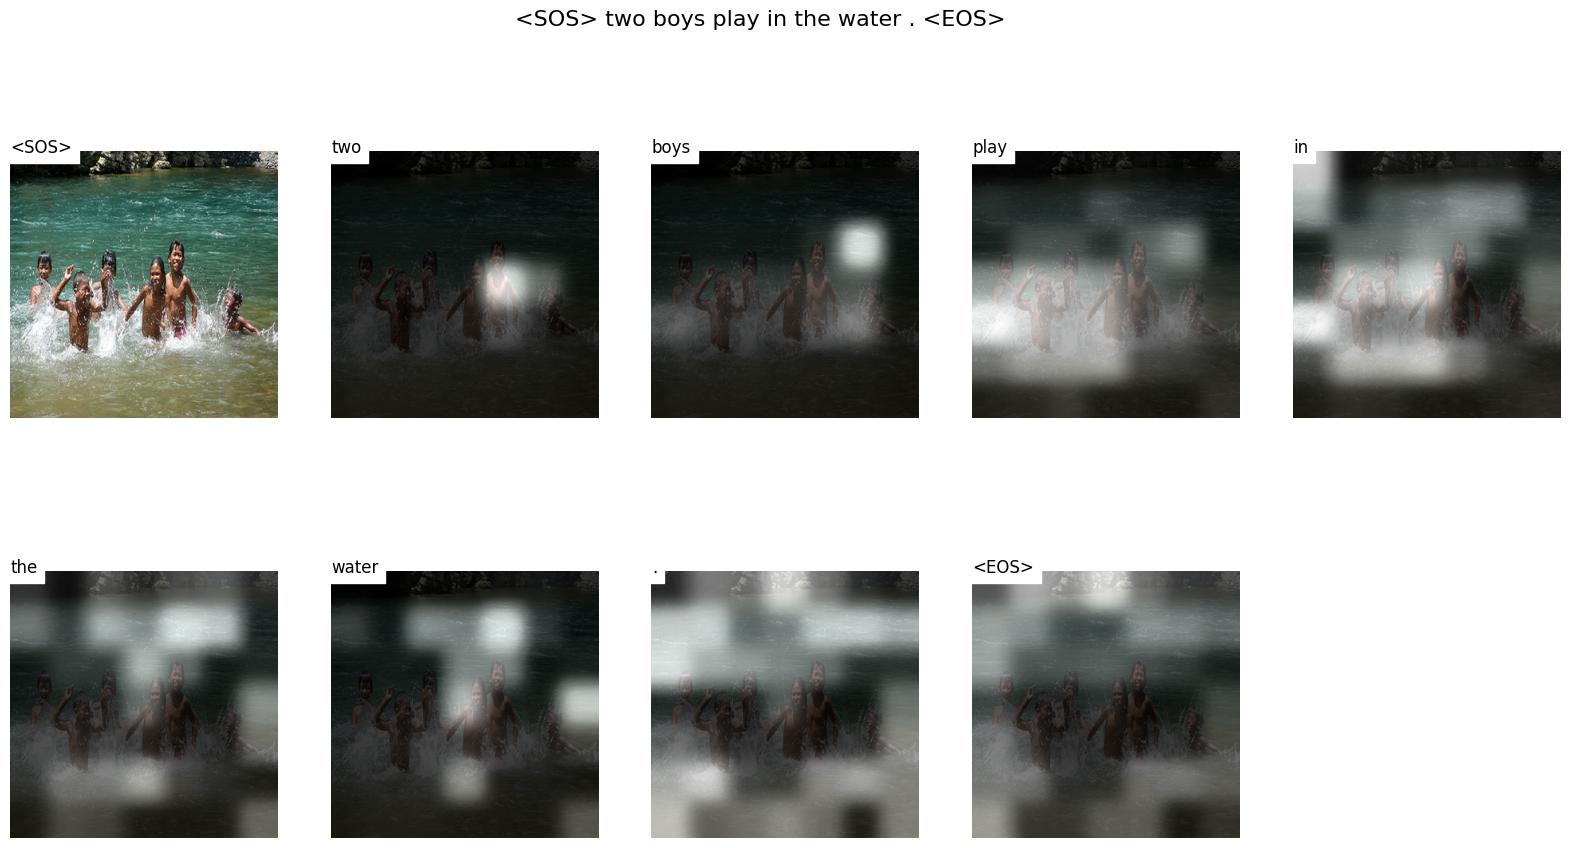 <SOS> two boys play in the water . <EOS>
<SOS> two boys play in
the water . <EOS>